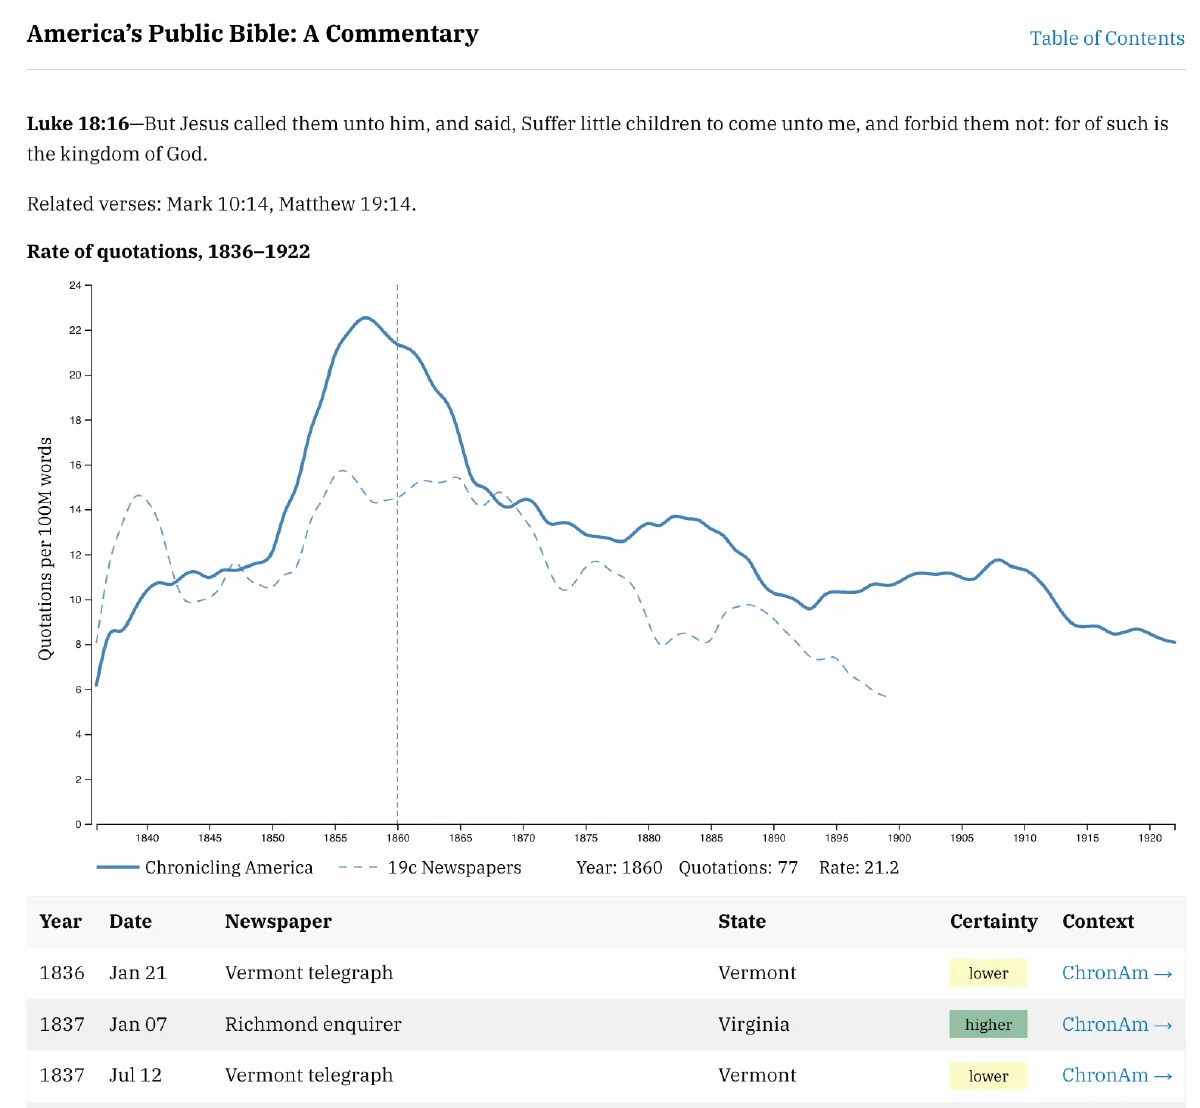 America’s Public Bible: A Commentary
Table of Contents
Luke 18:16—But Jesus called them unto him, and said, Suffer little children to come unto me, and forbid them not: for of such is
the kingdom of God.
Related verses: Mark 10:14, Matthew 19:14.
Rate of quotations, 1836–1922
Quotations per 100M words
24
22
20
18
16
14
12
10
8
6
4
2
0
1840 1845 1850 1855 1860 1865 1870 1875 1880 1885 1890 1895 1900 1905 1910 1915 1920
Chronicling America 19c Newspapers Year: 1860 Quotations: 77 Rate: 21.2
Year Date Newspaper State Certainty Context
1836 Jan 21 Vermont telegraph Vermont lower ChronAm →
1837 Jan 07 Richmond enquirer Virginia higher ChronAm →
1837 Jul 12 Vermont telegraph Vermont lower ChronAm →